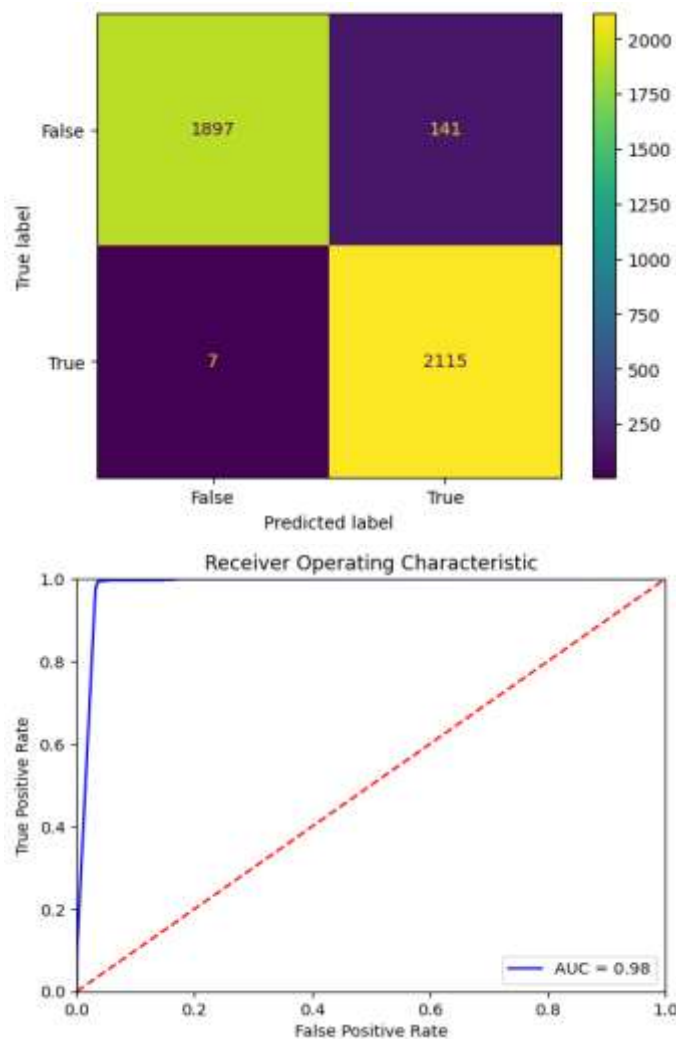 2000
1750
1500
1250
1000
750
500
250
False
1897
141
True label
True
7
2115
False
True
Predicted label
Receiver Operating Characteristic
1.0
0.8
0.6
0.4
0.2
0.0
True Positive Rate
AUC = 0.98
0.0
0.2
0.4
0.6
0.8
1.0
False Positive Rate